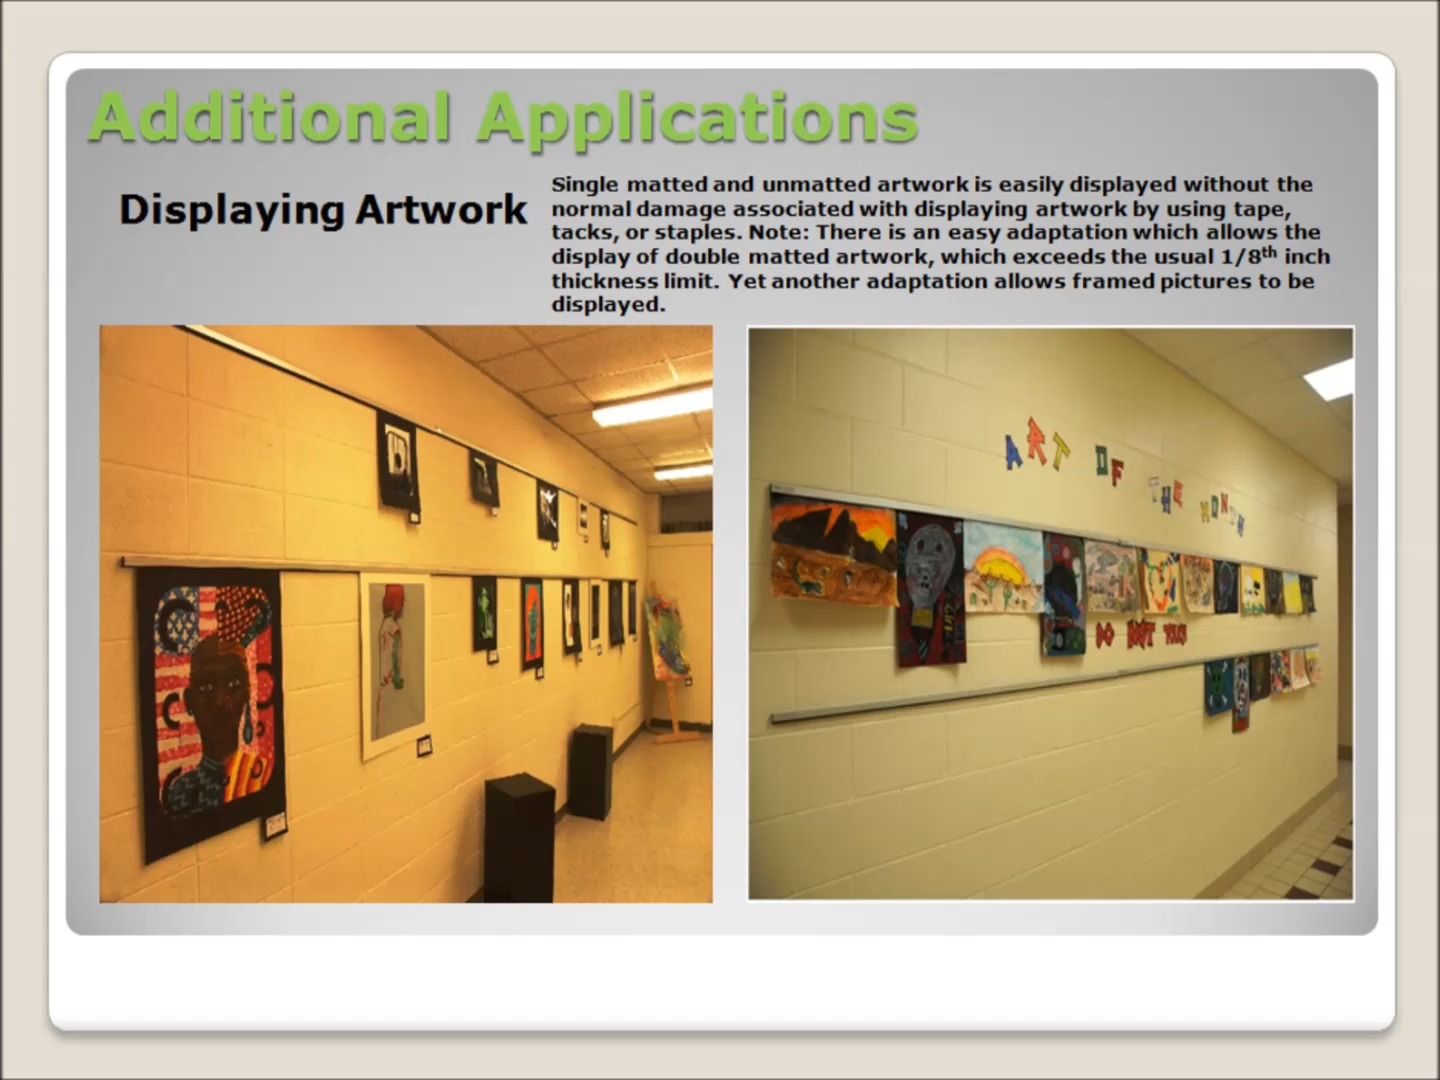 Additional Applications
Displaying Artwork
Single matted and unmatted artwork is easily displayed without the
normal damage associated with displaying artwork by using tape,
tacks, or staples. Note: There is an easy adaptation which allows the
display of double matted artwork, which exceeds the usual 1/8th inch
thickness limit. Yet another adaptation allows framed pictures to be
displayed.
ART OF THE MONTH
DO NOT TOUCH